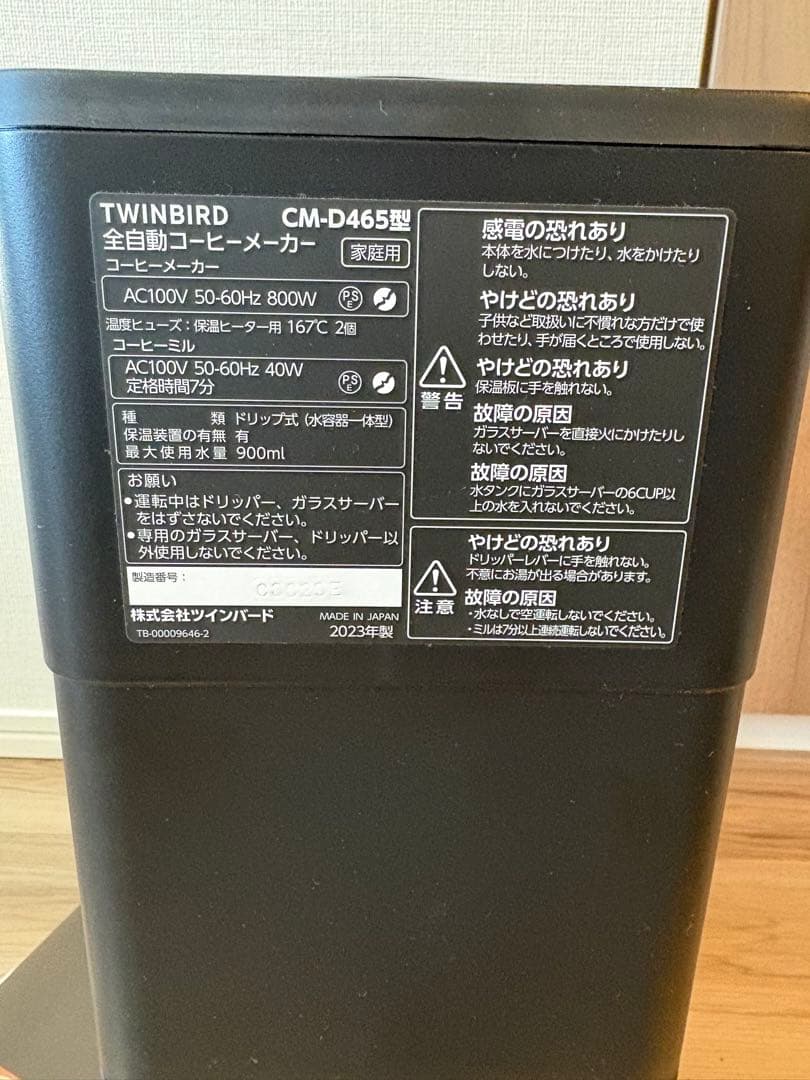 TWINBIRD CM-D465型
全自動コーヒーメーカー 家庭用
コーヒーメーカー
AC100V 50-60Hz 800W PSE
温度ヒューズ：保温ヒーター用 167℃ 2個
コーヒーミル
AC100V 50-60Hz 40W
定格時間7分 PSE
種類 ドリップ式（水容器一体型）
保温装置の有無 有
最大使用水量 900ml
お願い
●運転中はドリッパー、ガラスサーバー
をはずさないでください。
●専用のガラスサーバー、ドリッパー以
外使用しないでください。
製造番号：
株式会社ツインバード MADE IN JAPAN
TB-00009646-2 2023年製
警告
感電の恐れあり
本体を水につけたり、水をかけたり
しない。
やけどの恐れあり
子供など取扱いに不慣れな方だけで使
わせたり、手が届くところで使用しない。
やけどの恐れあり
保温板に手を触れない。
故障の原因
ガラスサーバーを直接火にかけたりし
ないでください。
故障の原因
水タンクにガラスサーバーの6CUP以
上の水を入れないでください。
注意
やけどの恐れあり
ドリッパーレバーに手を触れない。
不意にお湯が出る場合があります。
故障の原因
・水なしで空運転しないでください。
・ミルは7分以上連続運転しないでください。